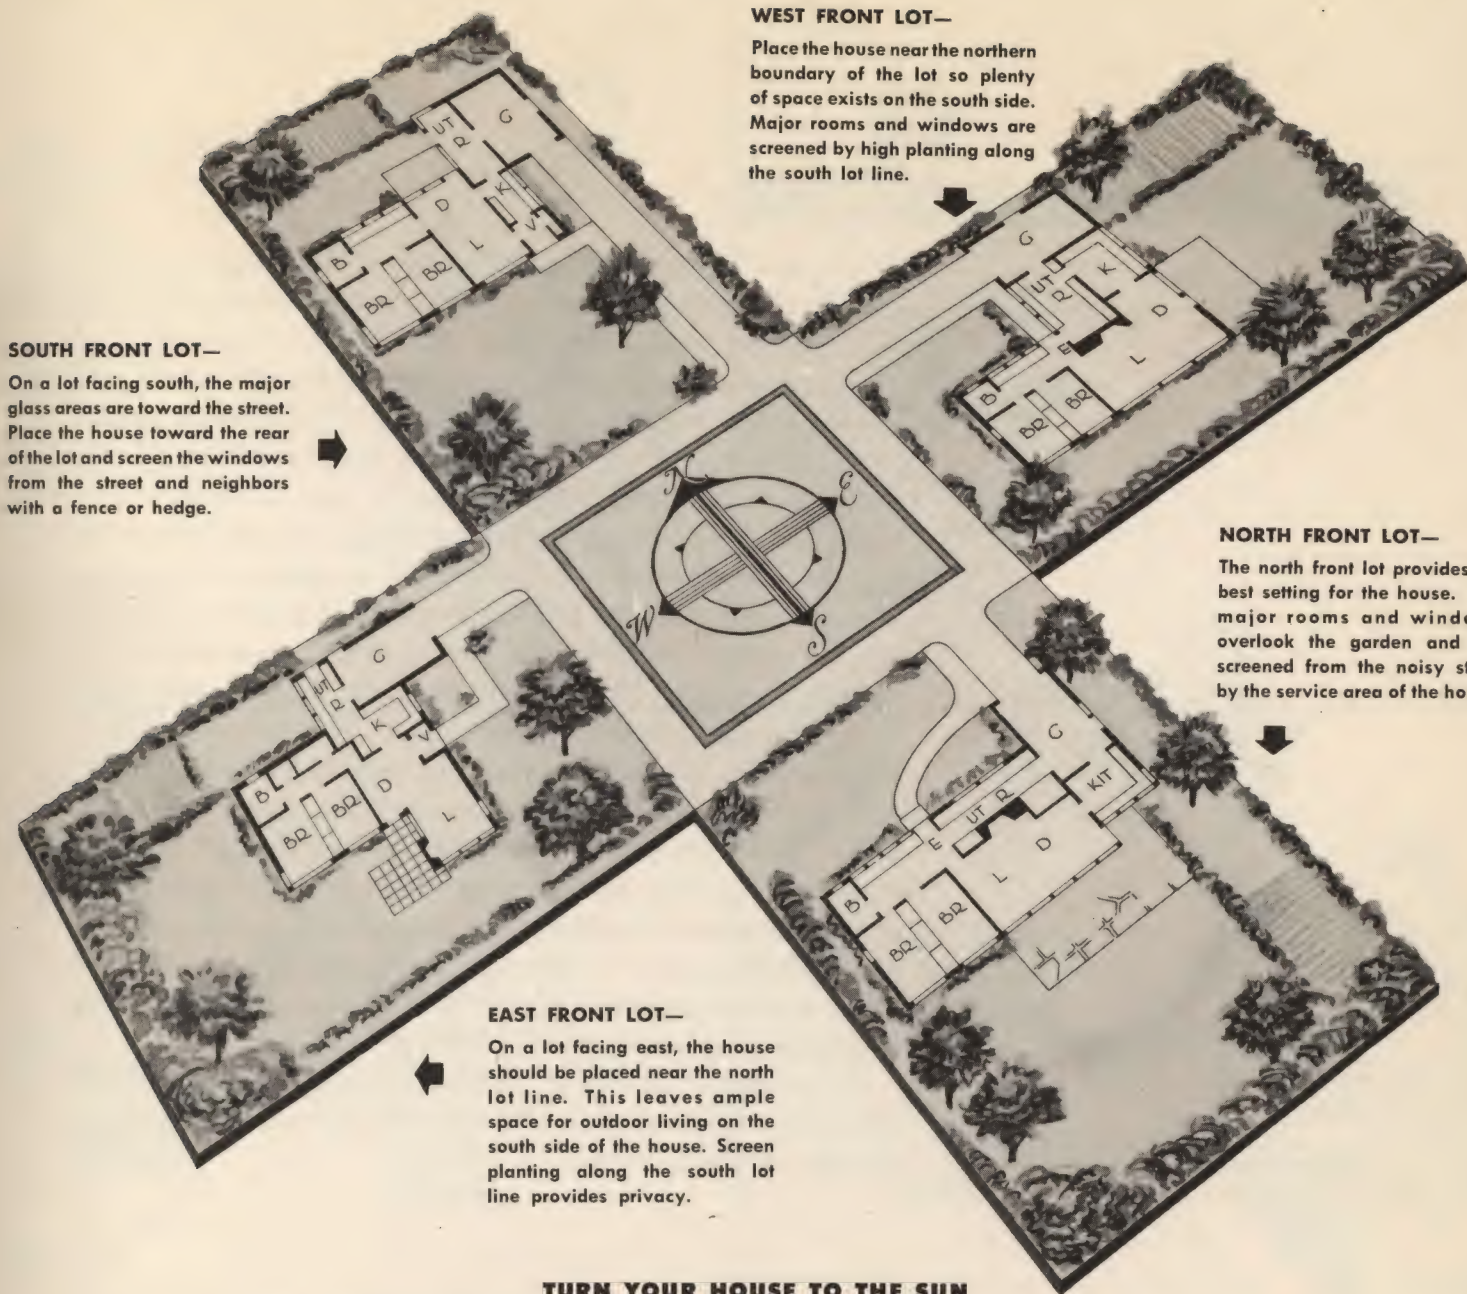 WEST FRONT LOT—
Place the house near the northern
boundary of the lot so plenty
of space exists on the south side.
Major rooms and windows are
screened by high planting along
the south lot line.
SOUTH FRONT LOT—
On a lot facing south, the major
glass areas are toward the street.
Place the house toward the rear
of the lot and screen the windows
from the street and neighbors
with a fence or hedge.
UT
R
G
K
D
L
V
B
BR
BR
G
UT
R
K
D
E
L
B
BR
BR
N
E
W
S
NORTH FRONT LOT—
The north front lot provides
best setting for the house.
major rooms and
overlook the garden and
screened from the noisy
by the service area of the
G
UT
R
K
V
B
BR
BR
D
L
G
KIT
UT
R
E
D
L
B
BR
BR
EAST FRONT LOT—
On a lot facing east, the house
should be placed near the north
lot line. This leaves ample
space for outdoor living on the
south side of the house. Screen
planting along the south lot
line provides privacy.
TURN YOUR HOUSE TO THE SUN